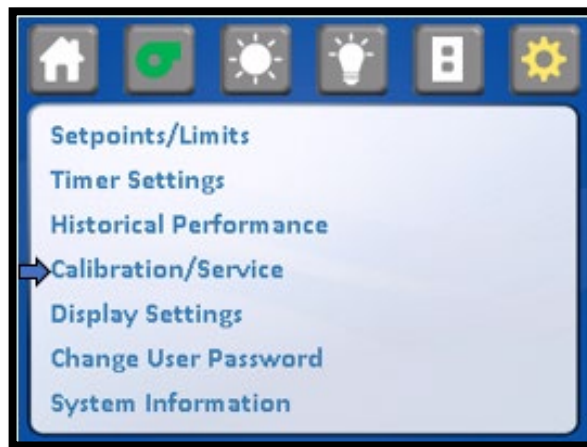 Setpoints/Limits
Timer Settings
Historical Performance
Calibration/Service
Display Settings
Change User Password
System Information